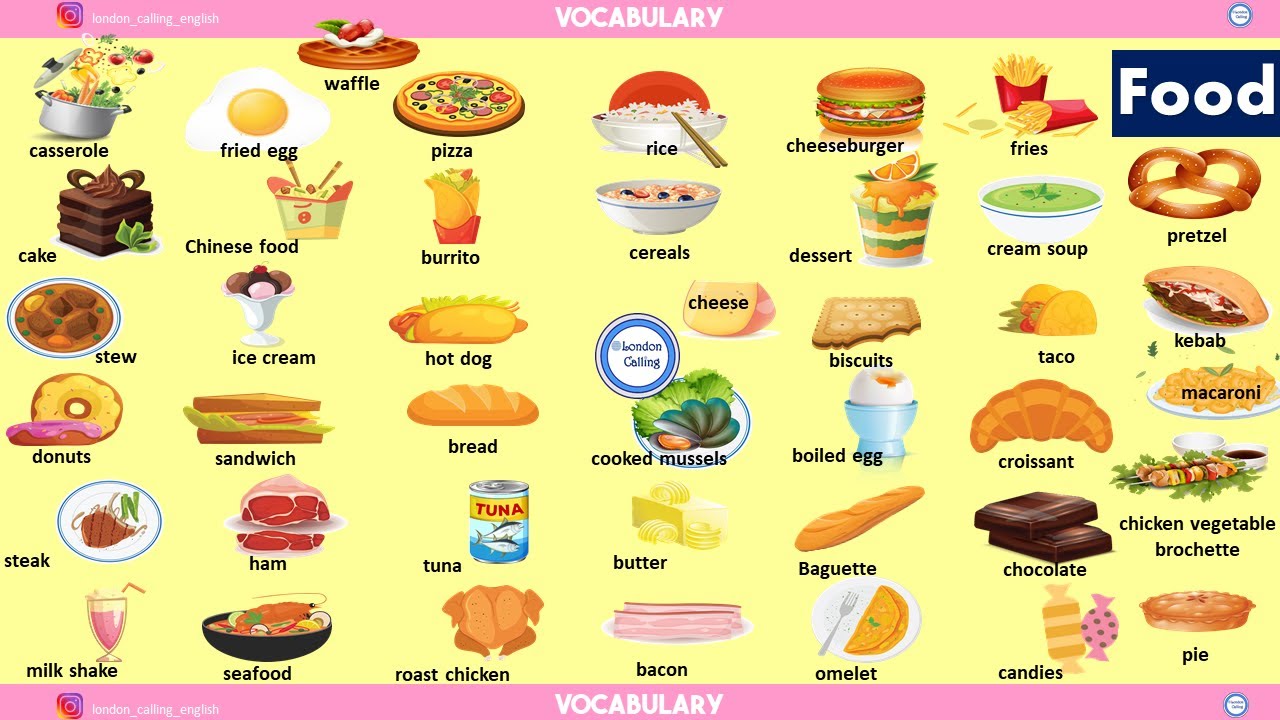 london_calling_english
VOCABULARY
Food
waffle
casserole
fried egg
pizza
rice
cheeseburger
fries
pretzel
cake
Chinese food
burrito
cereals
dessert
cream soup
cheese
London
Calling
stew
ice cream
hot dog
biscuits
taco
kebab
macaroni
donuts
sandwich
bread
cooked mussels
boiled egg
croissant
TUNA
steak
ham
tuna
butter
Baguette
chocolate
chicken vegetable
brochette
milk shake
seafood
roast chicken
bacon
omelet
candies
pie
london_calling_english
VOCABULARY